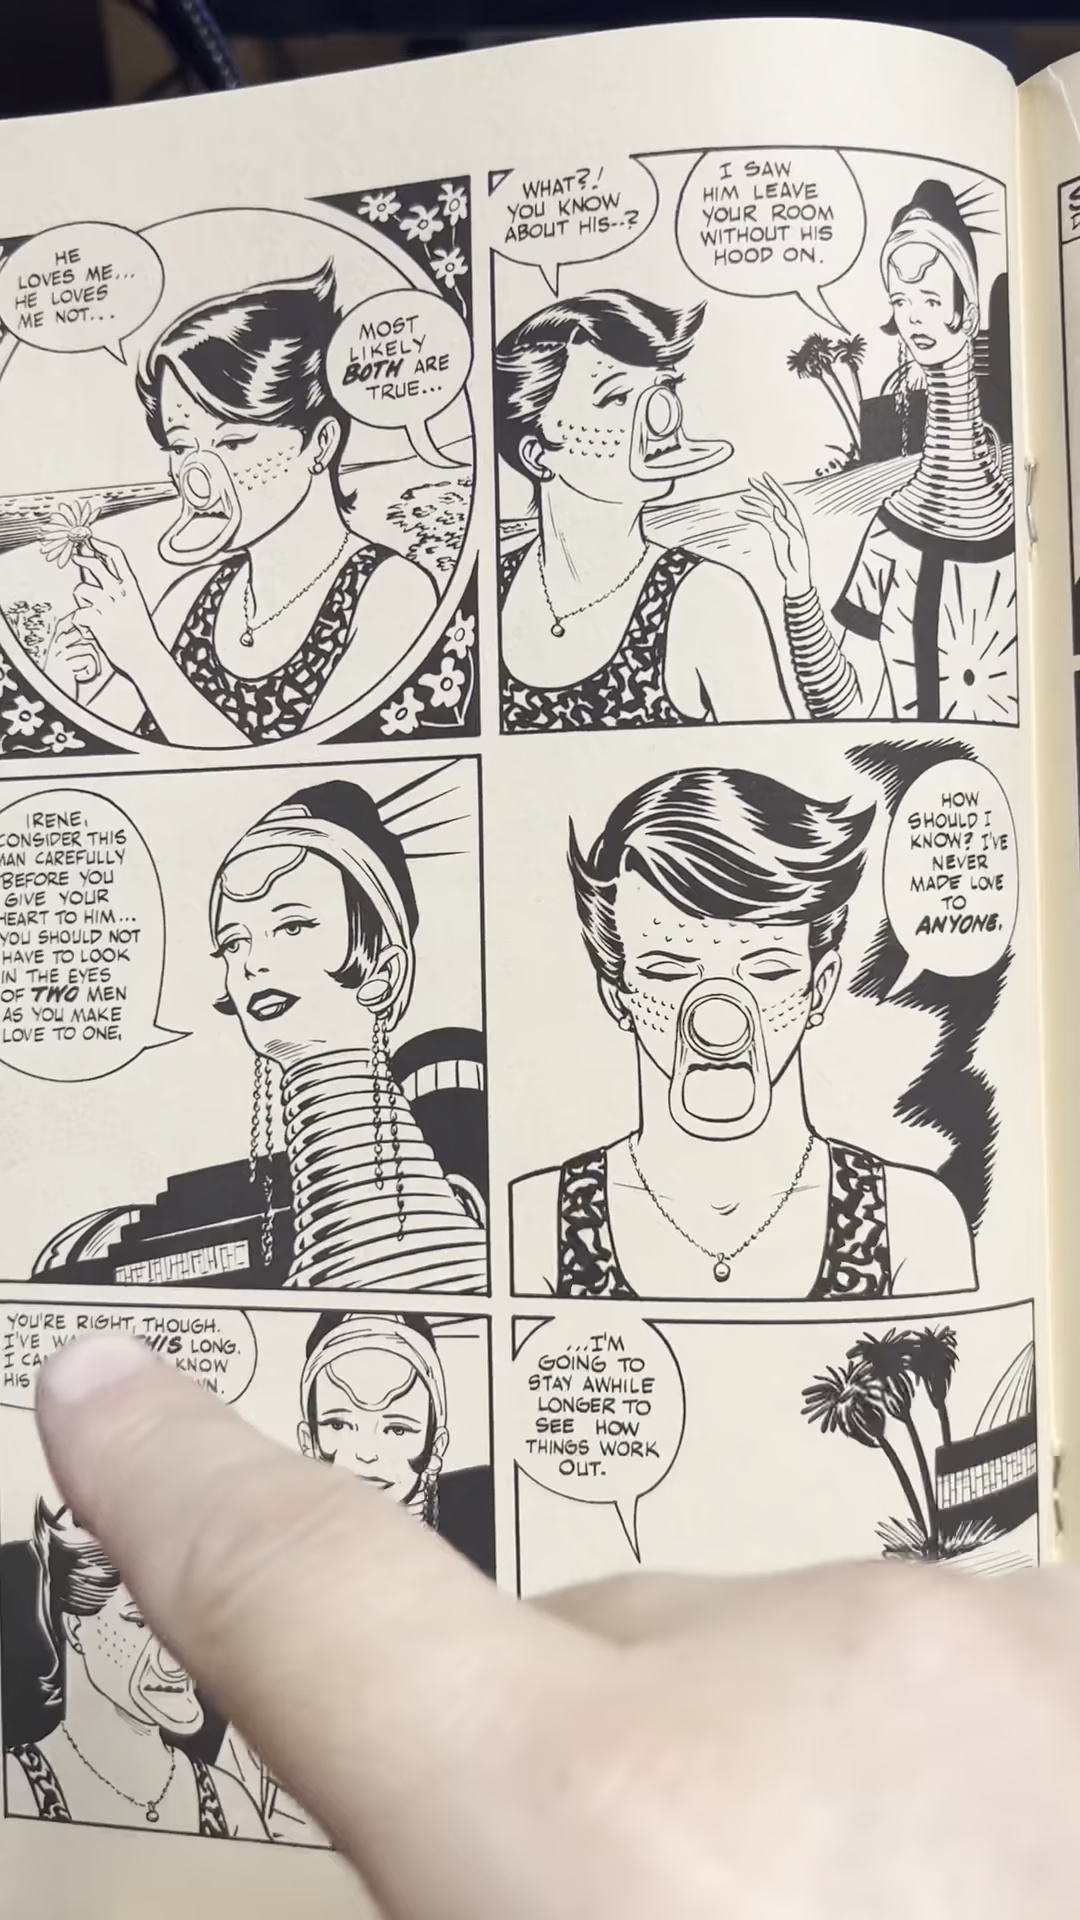 HE
LOVES ME...
HE LOVES
ME NOT...
MOST
LIKELY
BOTH ARE
TRUE...
WHAT?!
YOU KNOW
ABOUT HIS--?
I SAW
HIM LEAVE
YOUR ROOM
WITHOUT HIS
HOOD ON.
IRENE,
CONSIDER THIS
MAN CAREFULLY
BEFORE YOU
GIVE YOUR
HEART TO HIM...
YOU SHOULD NOT
HAVE TO LOOK
IN THE EYES
OF TWO MEN
AS YOU MAKE
LOVE TO ONE.
HOW
SHOULD I
KNOW? I'VE
NEVER
MADE LOVE
TO
ANYONE.
YOU'RE RIGHT, THOUGH.
I'VE THIS LONG.
I KNOW
HIS
...I'M
GOING TO
STAY AWHILE
LONGER TO
SEE HOW
THINGS WORK
OUT.